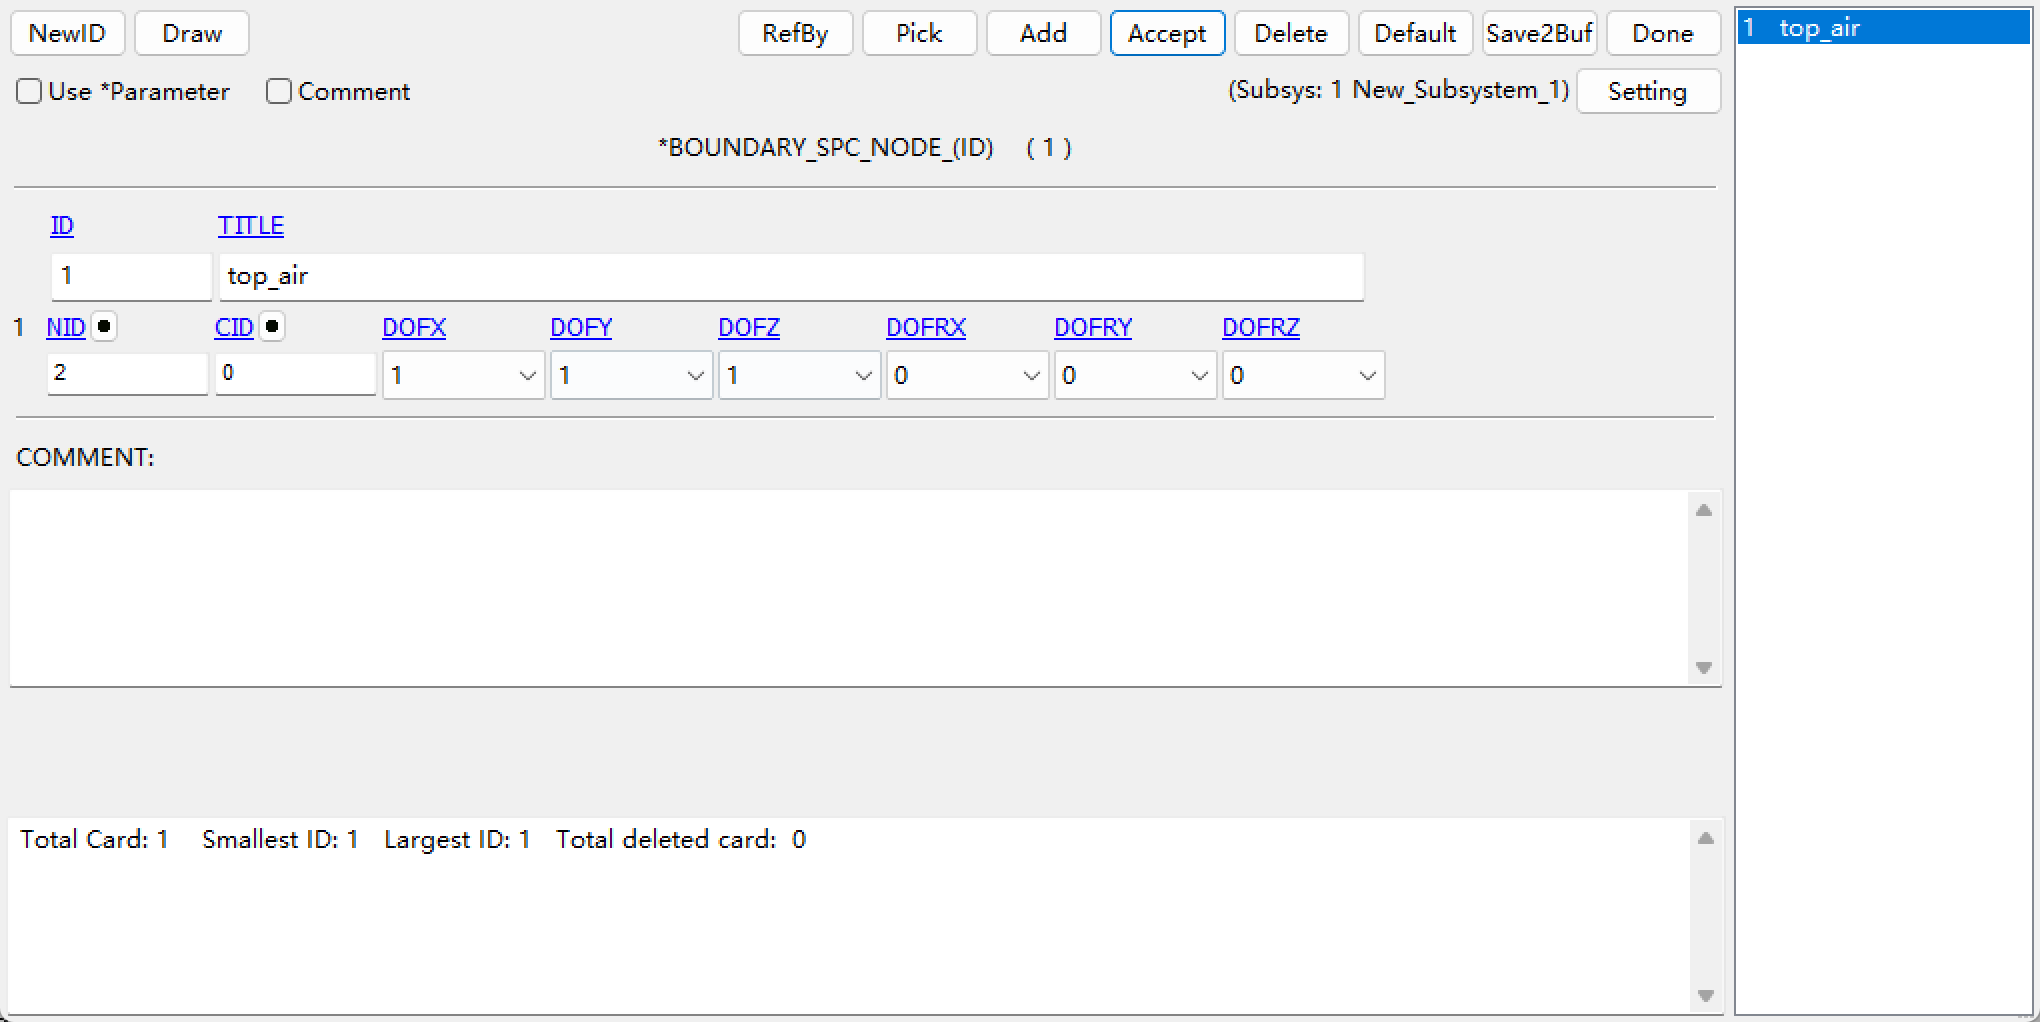 NewID Draw RefBy Pick Add Accept Delete Default Save2Buf Done
Use *Parameter Comment (Subsys: 1 New_Subsystem_1) Setting
*BOUNDARY_SPC_NODE_(ID) ( 1 )
ID TITLE
1 top_air
1 NID CID DOFX DOFY DOFZ DOFRX DOFRY DOFRZ
2 0 1 1 1 0 0 0
COMMENT:
Total Card: 1 Smallest ID: 1 Largest ID: 1 Total deleted card: 0
1 top_air